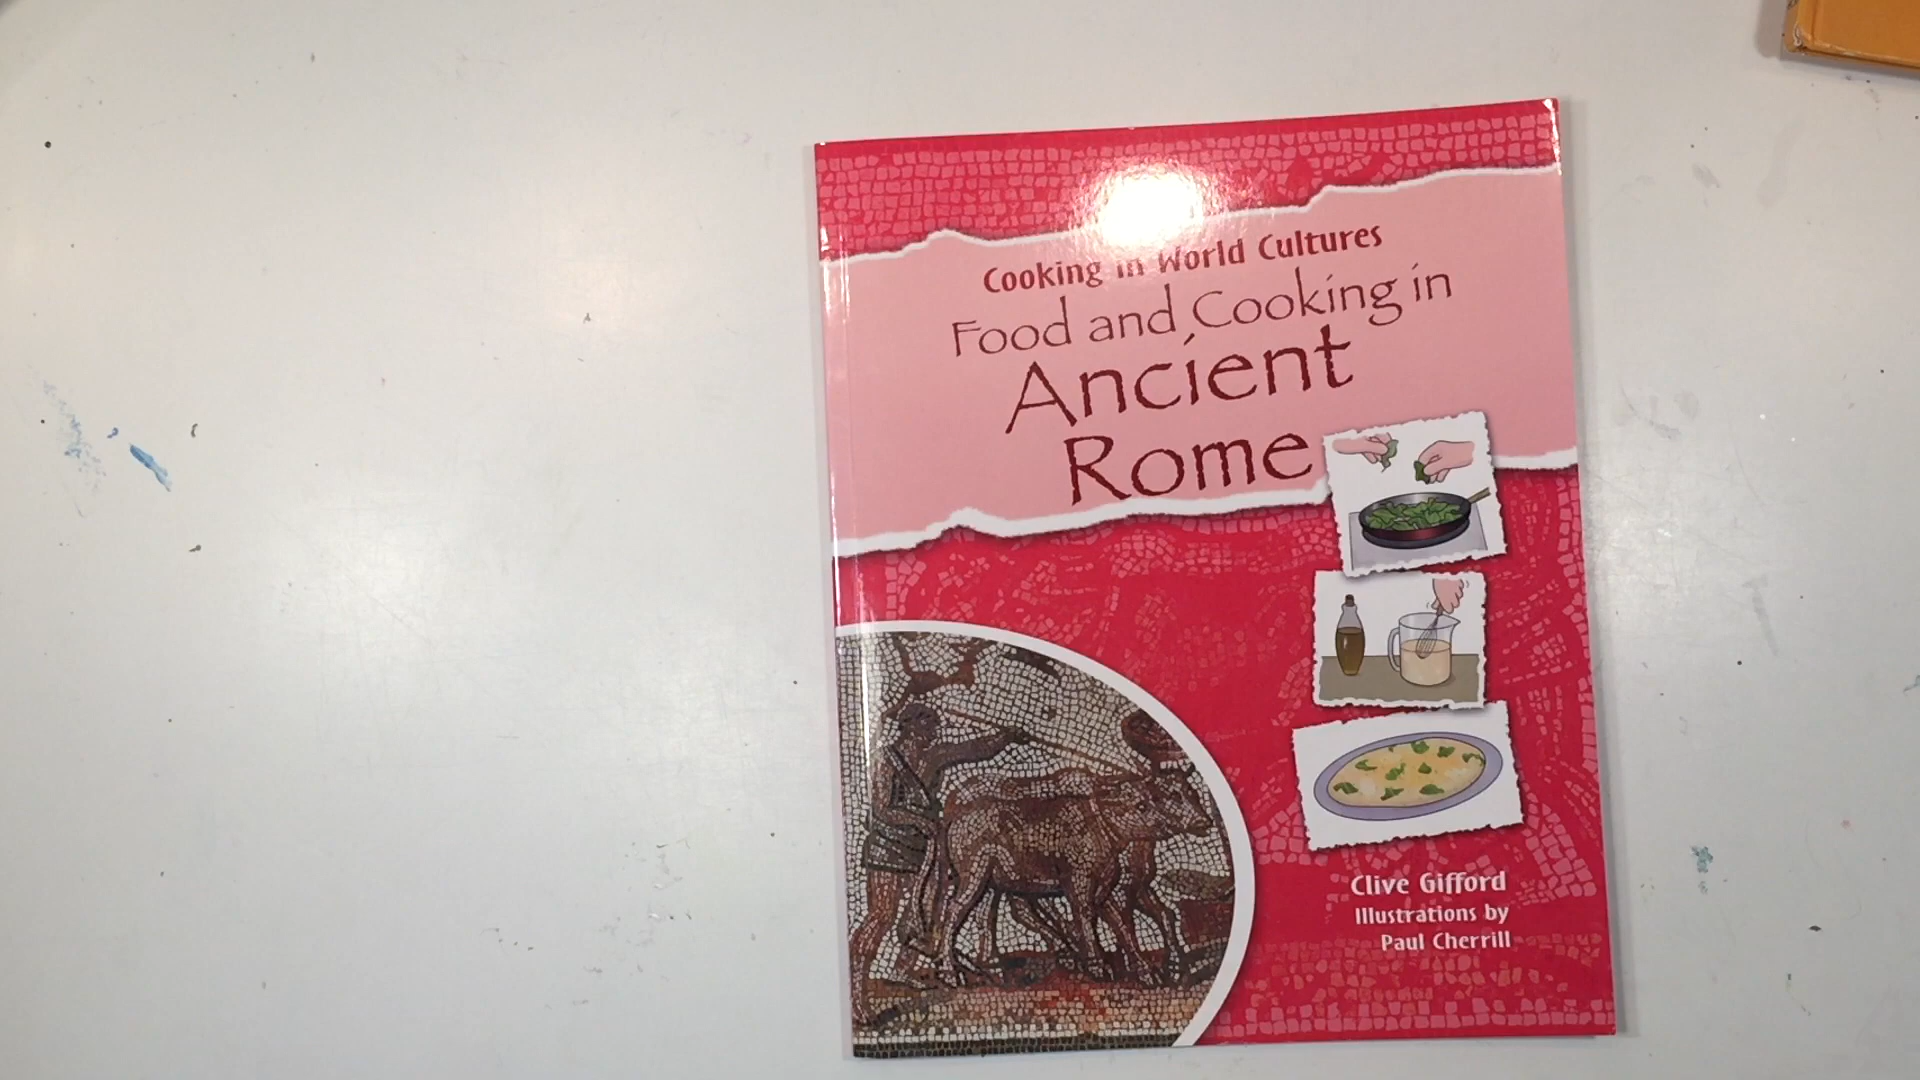 Cooking in World Cultures
Food and Cooking in
Ancient
Rome
Clive Gifford
Illustrations by
Paul Cherrill